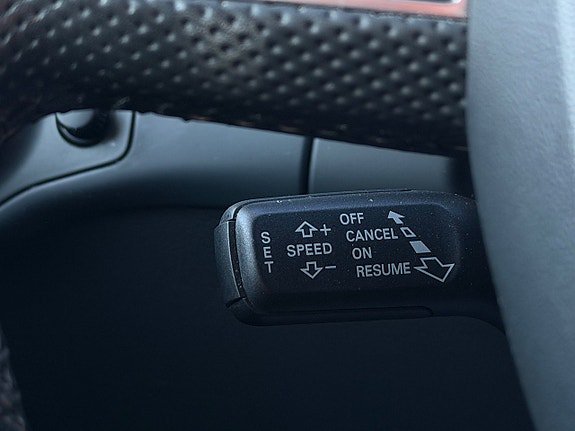 SET
SPEED
+
−
OFF
CANCEL
ON
RESUME